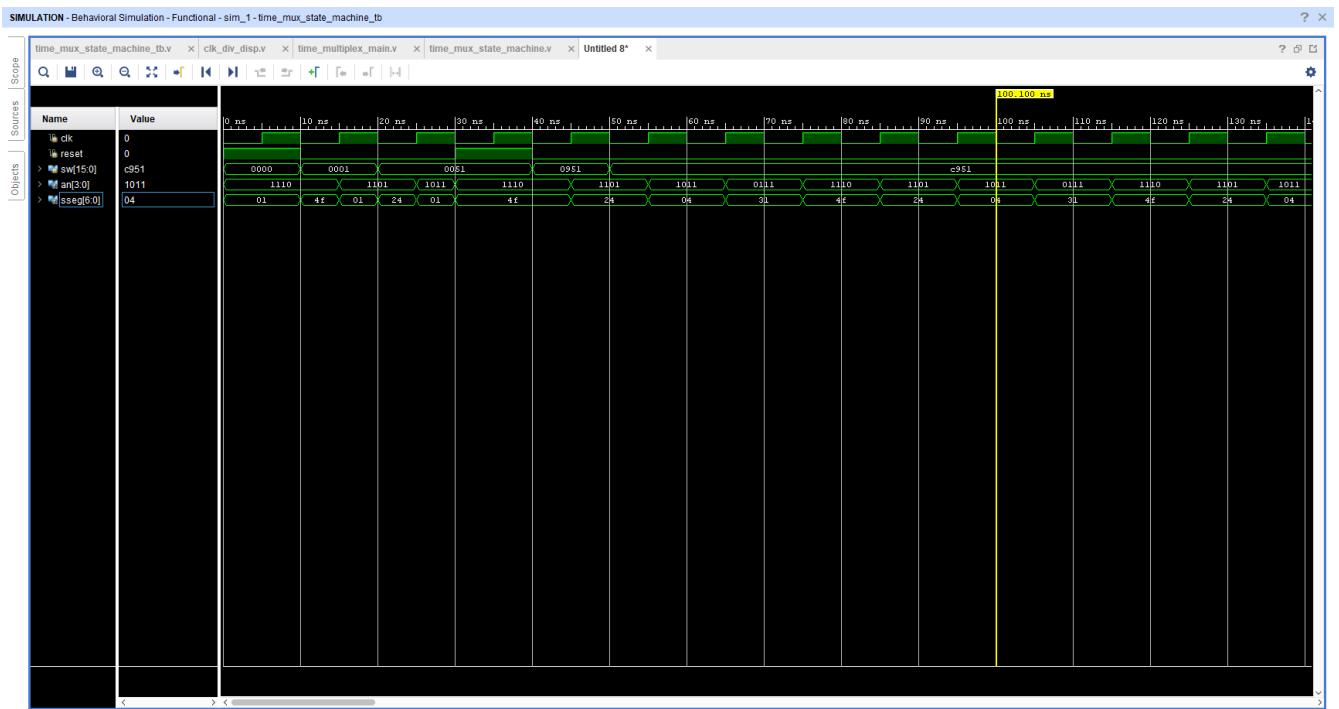 SIMULATION - Behavioral Simulation - Functional - sim_1 - time_mux_state_machine_tb
time_mux_state_machine_tb.v clk_div_disp.v time_multiplex_main.v time_mux_state_machine.v Untitled 8*
Scope
Sources
Objects
100.100 ns
Name Value 0 ns 10 ns 20 ns 30 ns 40 ns 50 ns 60 ns 70 ns 80 ns 90 ns 100 ns 110 ns 120 ns 130 ns
clk 0
reset 0
sw[15:0] c951 0000 0001 0051 0951 c951
an[3:0] 1011 1110 1101 1011 1110 1101 1011 0111 1110 1101 1011 0111 1110 1101 1011
sseg[6:0] 04 01 4f 01 24 01 4f 24 04 31 4f 24 04 31 4f 24 04